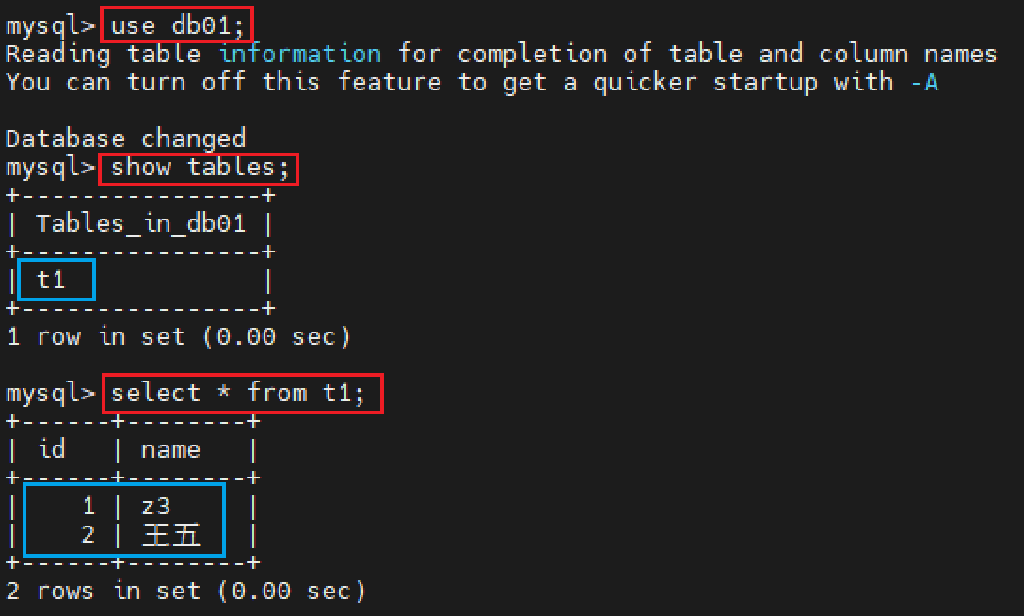 mysql> use db01;
Reading table information for completion of table and column names
You can turn off this feature to get a quicker startup with -A
Database changed
mysql> show tables;
+----------------+
| Tables_in_db01 |
+----------------+
| t1             |
+----------------+
1 row in set (0.00 sec)
mysql> select * from t1;
+------+--------+
| id   | name   |
+------+--------+
|    1 | z3     |
|    2 | 王五   |
+------+--------+
2 rows in set (0.00 sec)